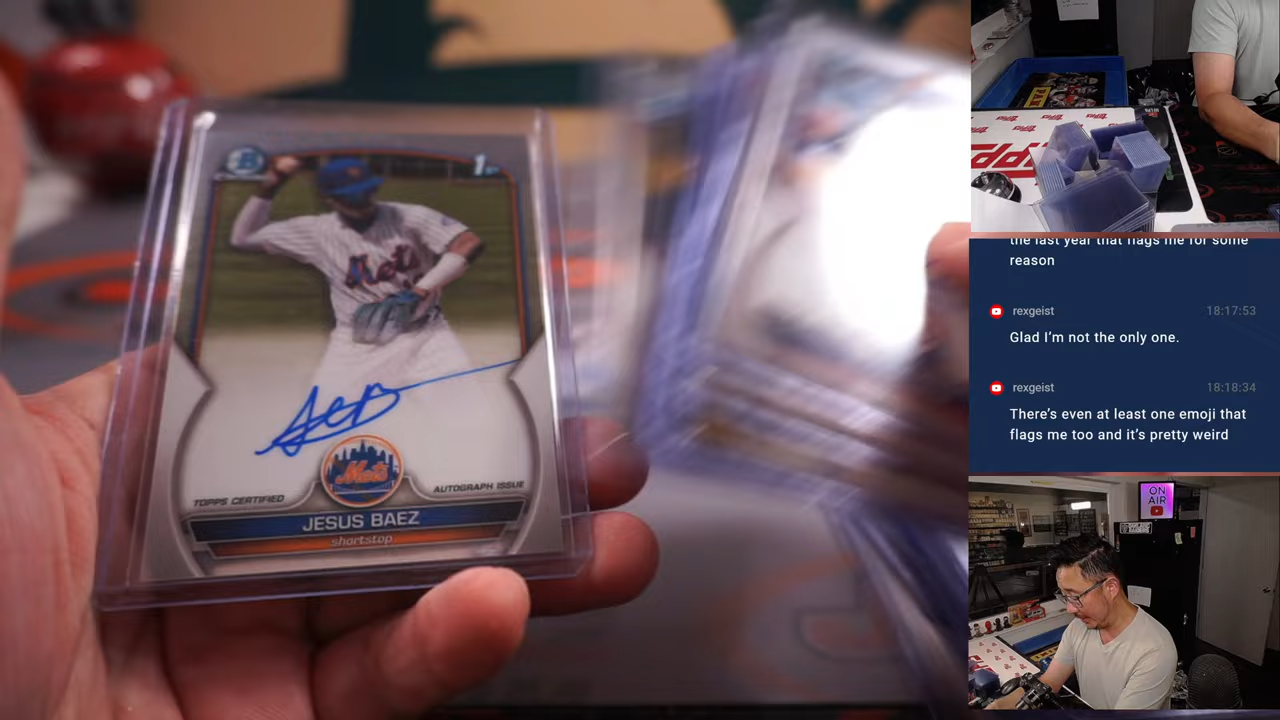 B
1st
Mets
Mets
TOPPS CERTIFIED
AUTOGRAPH ISSUE
JESUS BAEZ
shortstop
the last year that flags me for some
reason
rexgeist 18:17:53
Glad I'm not the only one.
rexgeist 18:18:34
There's even at least one emoji that
flags me too and it's pretty weird
ON
AIR